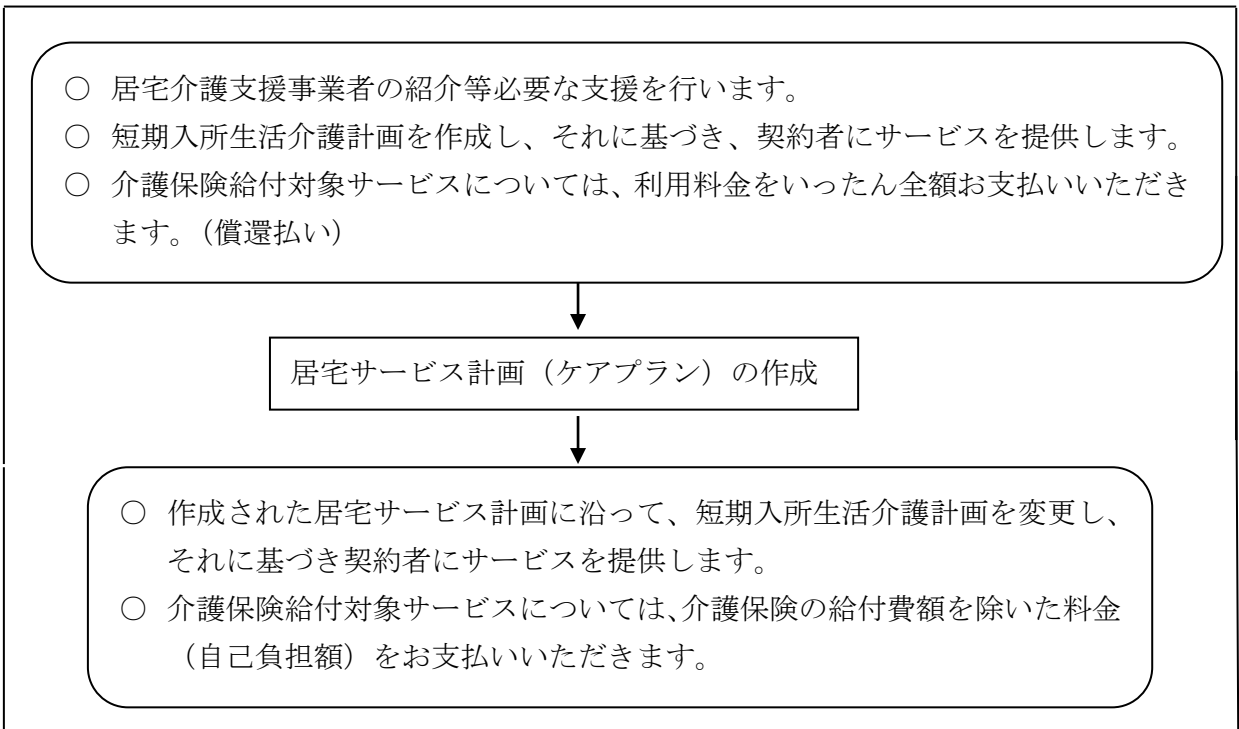 ○ 居宅介護支援事業者の紹介等必要な支援を行います。
○ 短期入所生活介護計画を作成し、それに基づき、契約者にサービスを提供します。
○ 介護保険給付対象サービスについては、利用料金をいったん全額お支払いいただき
ます。（償還払い）
居宅サービス計画（ケアプラン）の作成
○ 作成された居宅サービス計画に沿って、短期入所生活介護計画を変更し、
それに基づき契約者にサービスを提供します。
○ 介護保険給付対象サービスについては、介護保険の給付費額を除いた料金
（自己負担額）をお支払いいただきます。